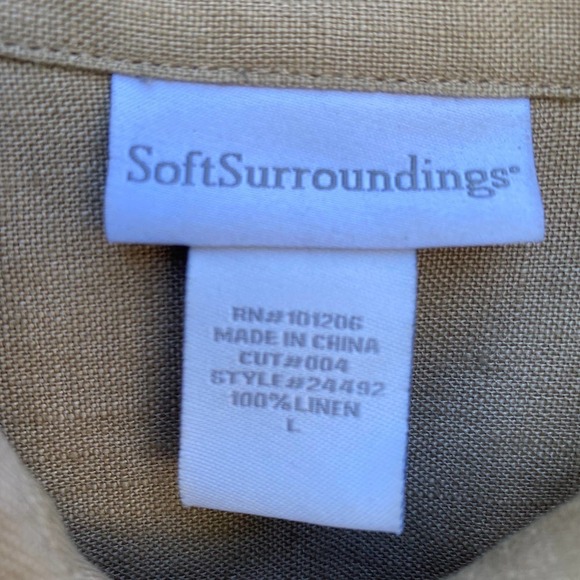 SoftSurroundings®
RN#101206
MADE IN CHINA
CUT#004
STYLE#24492
100%LINEN
L